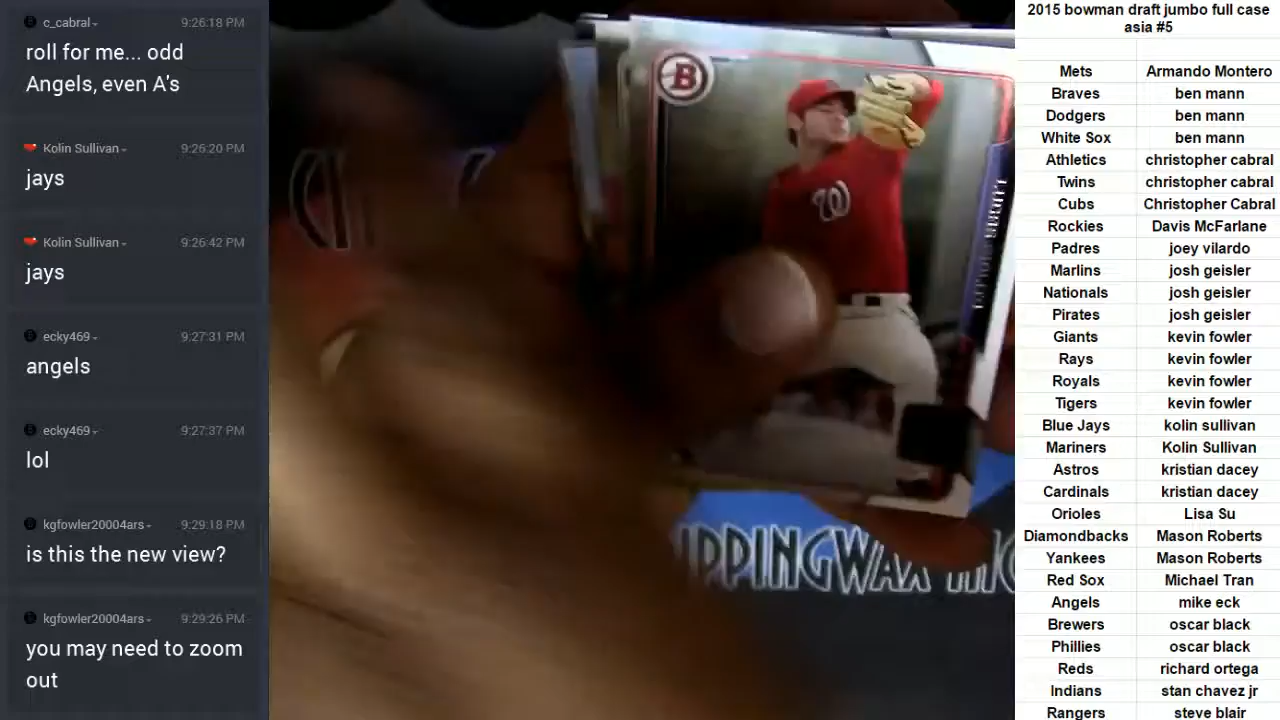 c_cabral 9:26:18 PM
roll for me... odd
Angels, even A's
Kolin Sullivan 9:26:20 PM
jays
Kolin Sullivan 9:26:42 PM
jays
ecky469 9:27:31 PM
angels
ecky469 9:27:37 PM
lol
kgfowler20004ars 9:29:18 PM
is this the new view?
kgfowler20004ars 9:29:26 PM
you may need to zoom
out
B
W
IPPINGWAX
2015 bowman draft jumbo full case
asia #5
Mets Armando Montero
Braves ben mann
Dodgers ben mann
White Sox ben mann
Athletics christopher cabral
Twins christopher cabral
Cubs Christopher Cabral
Rockies Davis McFarlane
Padres joey vilardo
Marlins josh geisler
Nationals josh geisler
Pirates josh geisler
Giants kevin fowler
Rays kevin fowler
Royals kevin fowler
Tigers kevin fowler
Blue Jays kolin sullivan
Mariners Kolin Sullivan
Astros kristian dacey
Cardinals kristian dacey
Orioles Lisa Su
Diamondbacks Mason Roberts
Yankees Mason Roberts
Red Sox Michael Tran
Angels mike eck
Brewers oscar black
Phillies oscar black
Reds richard ortega
Indians stan chavez jr
Rangers steve blair